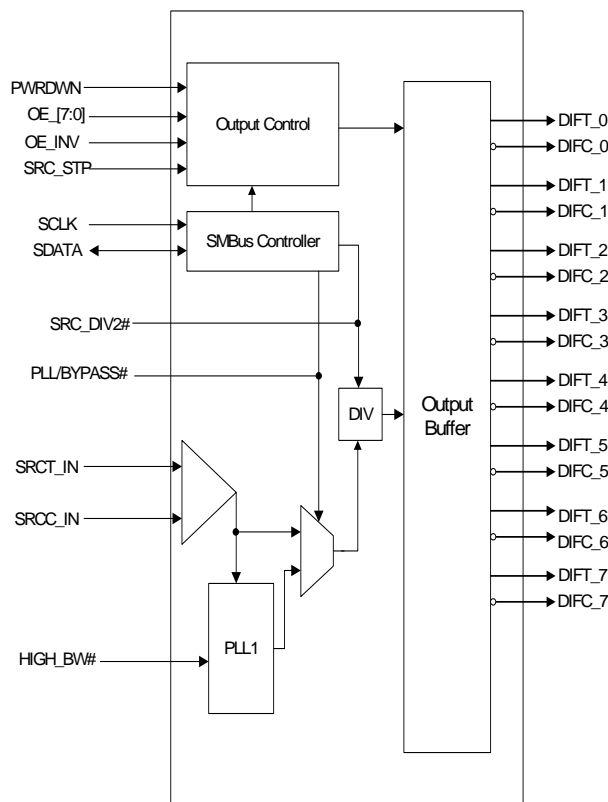 PWRDWN
OE_[7:0]
OE_INV
SRC_STP
Output Control
SCLK
SDATA
SMBus Controller
SRC_DIV2#
PLL/BYPASS#
DIV
Output
Buffer
SRCT_IN
SRCC_IN
PLL1
HIGH_BW#
DIFT_0
DIFC_0
DIFT_1
DIFC_1
DIFT_2
DIFC_2
DIFT_3
DIFC_3
DIFT_4
DIFC_4
DIFT_5
DIFC_5
DIFT_6
DIFC_6
DIFT_7
DIFC_7